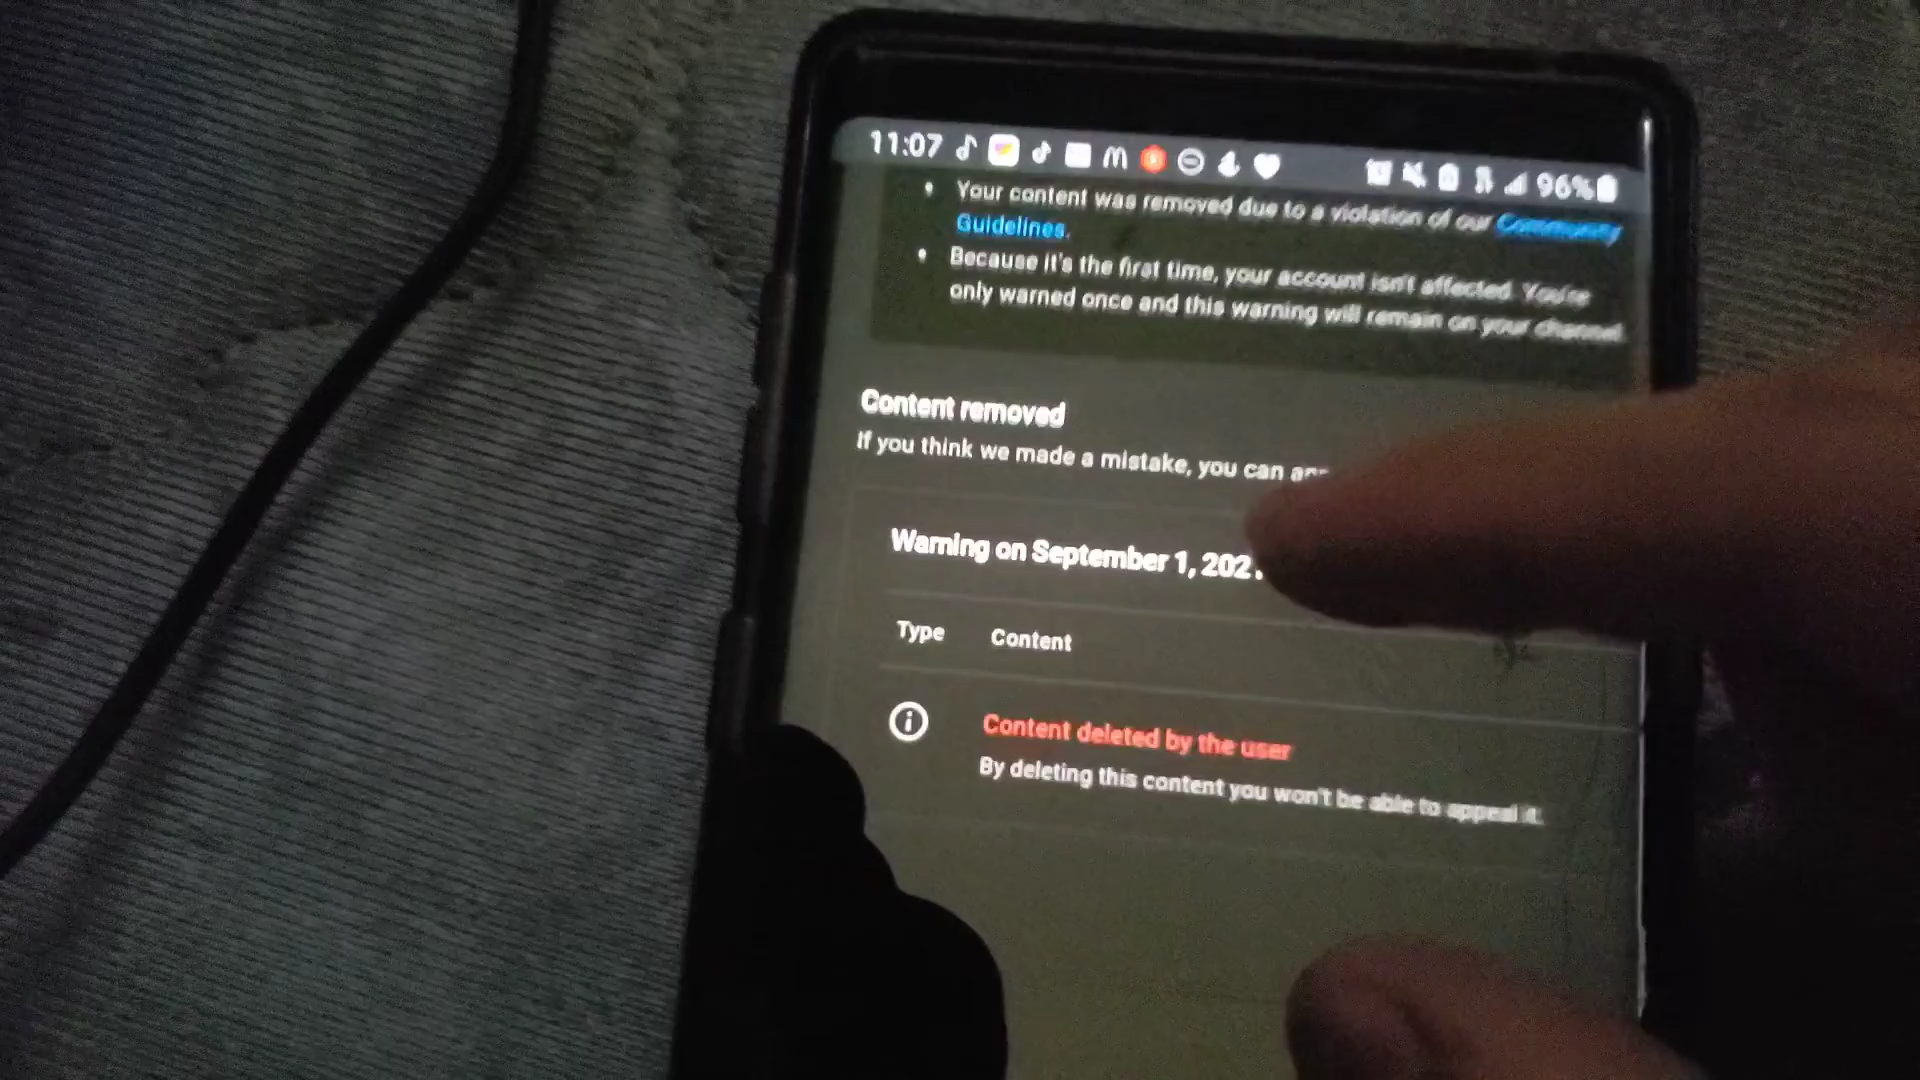 11:07 96%
Your content was removed due to a violation of our Community
Guidelines.
Because it's the first time, your account isn't affected. You're
only warned once and this warning will remain on your channel.
Content removed
If you think we made a mistake, you can
Warning on September 1,
Type Content
Content deleted by the user
By deleting this content you won't be able to appeal it.